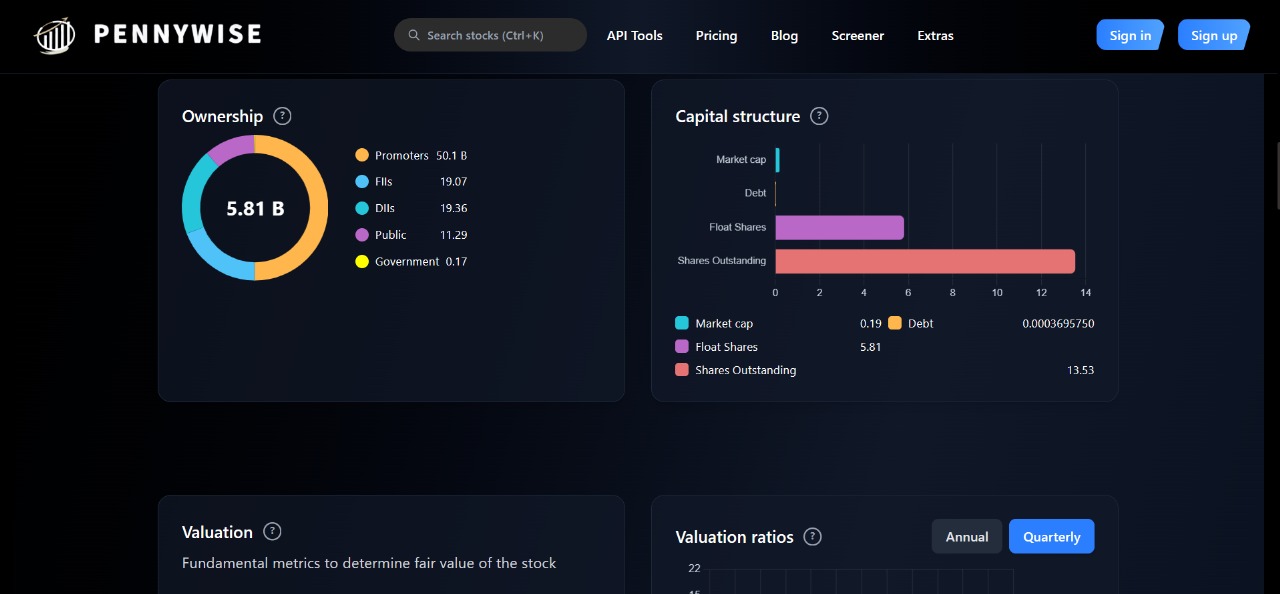 PENNYWISE
Search stocks (Ctrl+K)
API Tools
Pricing
Blog
Screener
Extras
Sign in
Sign up
Ownership ?
5.81 B
Promoters 50.1 B
FIIs 19.07
DIIs 19.36
Public 11.29
Government 0.17
Capital structure ?
Market cap
Debt
Float Shares
Shares Outstanding
0 2 4 6 8 10 12 14
Market cap 0.19 Debt 0.0003695750
Float Shares 5.81
Shares Outstanding 13.53
Valuation ?
Fundamental metrics to determine fair value of the stock
Valuation ratios ?
Annual
Quarterly
22